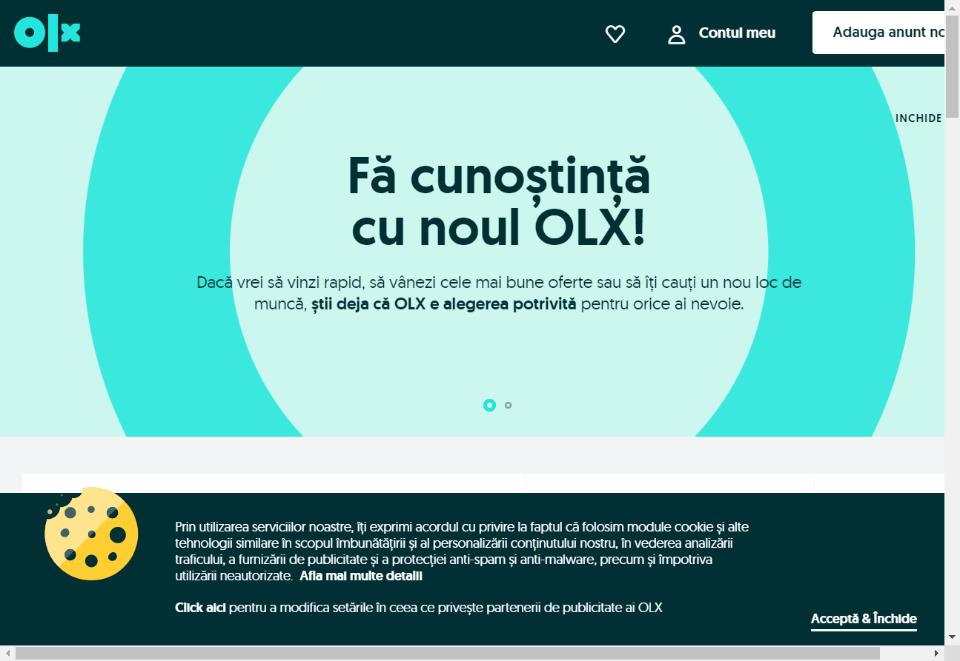 olx
Contul meu
Adauga anunt no
INCHIDE
Fă cunoștință
cu noul OLX!
Dacă vrei să vinzi rapid, să vânezi cele mai bune oferte sau să îți cauți un nou loc de
muncă, știi deja că OLX e alegerea potrivită pentru orice ai nevoie.
Prin utilizarea serviciilor noastre, îți exprimi acordul cu privire la faptul că folosim module cookie și alte
tehnologii similare în scopul îmbunătățirii și al personalizării conținutului nostru, în vederea analizării
traficului, a furnizării de publicitate și a protecției anti-spam și anti-malware, precum și împotriva
utilizării neautorizate. Afla mai multe detalii
Click aici pentru a modifica setările în ceea ce privește partenerii de publicitate ai OLX
Acceptă & Închide